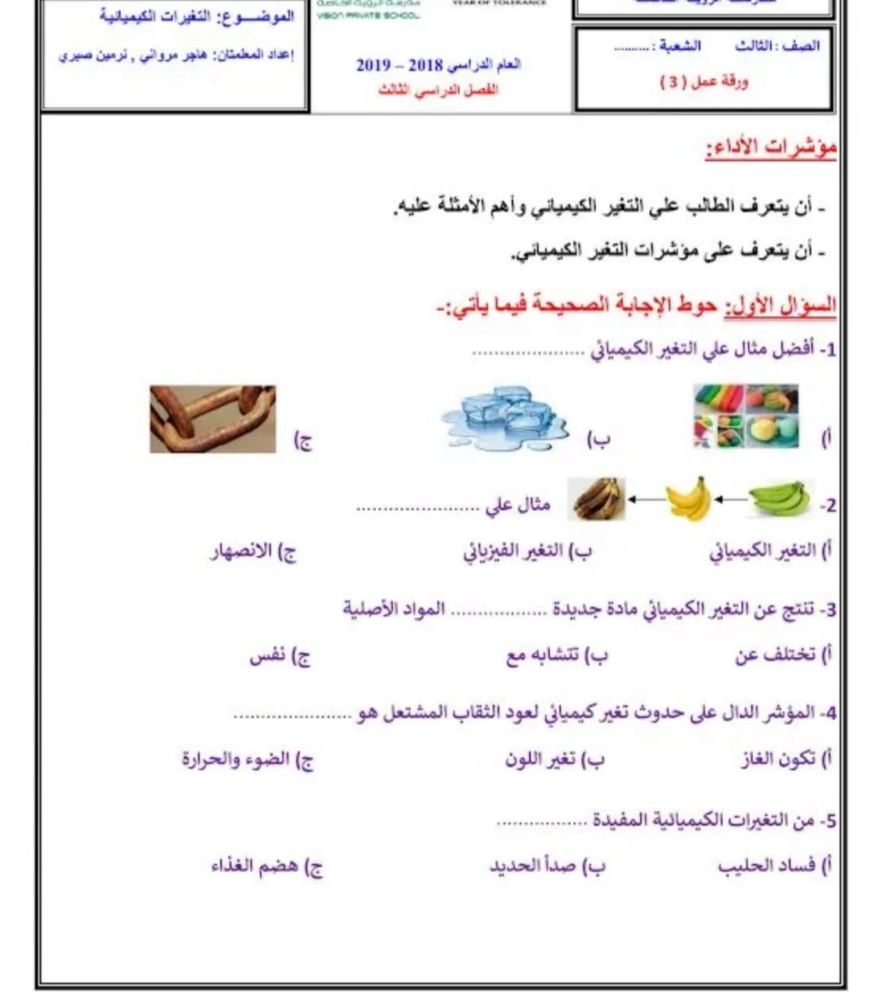 الصف : الثالث الشعبة : ..........
ورقة عمل ( 3 )
YEAR OF TOLERANCE
VISION PRIVATE SCHOOL
العام الدراسي 2018 – 2019
الفصل الدراسي الثالث
الموضـــوع: التغيرات الكيميائية
إعداد المعلمتان: هاجر مرواني , نرمين صبري
مؤشرات الأداء:
- أن يتعرف الطالب علي التغير الكيميائي وأهم الأمثلة عليه.
- أن يتعرف على مؤشرات التغير الكيميائي.
السؤال الأول: حوط الإجابة الصحيحة فيما يأتي:-
1- أفضل مثال علي التغير الكيميائي .....................
أ) ب) ج)
2- مثال علي .......................
أ) التغير الكيميائي ب) التغير الفيزيائي ج) الانصهار
3- تنتج عن التغير الكيميائي مادة جديدة .................. المواد الأصلية
أ) تختلف عن ب) تتشابه مع ج) نفس
4- المؤشر الدال على حدوث تغير كيميائي لعود الثقاب المشتعل هو ......................
أ) تكون الغاز ب) تغير اللون ج) الضوء والحرارة
5- من التغيرات الكيميائية المفيدة .................
أ) فساد الحليب ب) صدأ الحديد ج) هضم الغذاء